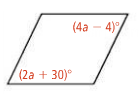 (4a − 4)°
(2a + 30)°